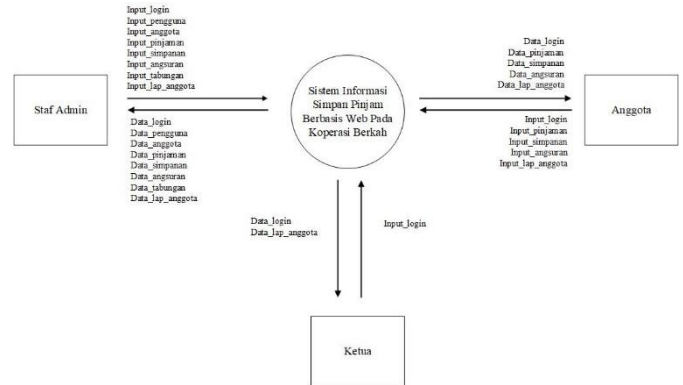 Input_login
Input_pengguna
Input_anggota
Input_pinjaman
Input_simpanan
Input_angsuran
Input_tabungan
Input_lap_anggota
Staf Admin
Data_login
Data_pengguna
Data_anggota
Data_pinjaman
Data_simpanan
Data_angsuran
Data_tabungan
Data_lap_anggota
Sistem Informasi
Simpan Pinjam
Berbasis Web Pada
Koperasi Berkah
Data_login
Data_pinjaman
Data_simpanan
Data_angsuran
Data_lap_anggota
Anggota
Input_login
Input_pinjaman
Input_simpanan
Input_angsuran
Input_lap_anggota
Data_login
Data_lap_anggota
Input_login
Ketua